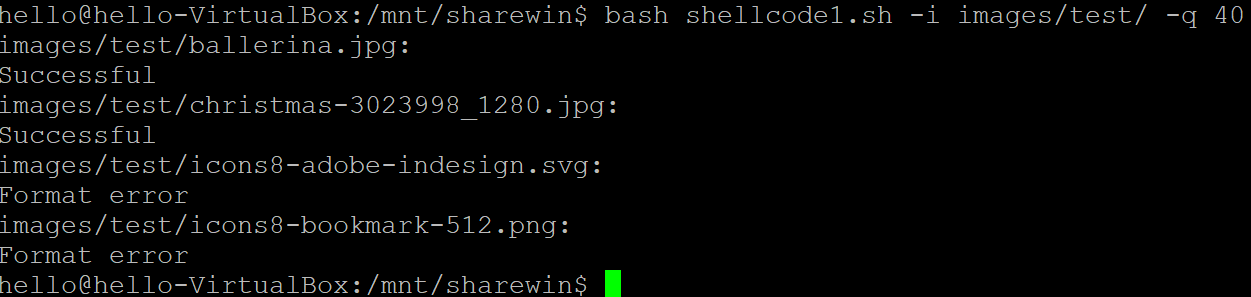 hello@hello-VirtualBox:/mnt/sharewin$ bash shellcode1.sh -i images/test/ -q 40
images/test/ballerina.jpg:
Successful
images/test/christmas-3023998_1280.jpg:
Successful
images/test/icons8-adobe-indesign.svg:
Format error
images/test/icons8-bookmark-512.png:
Format error
hello@hello-VirtualBox:/mnt/sharewin$